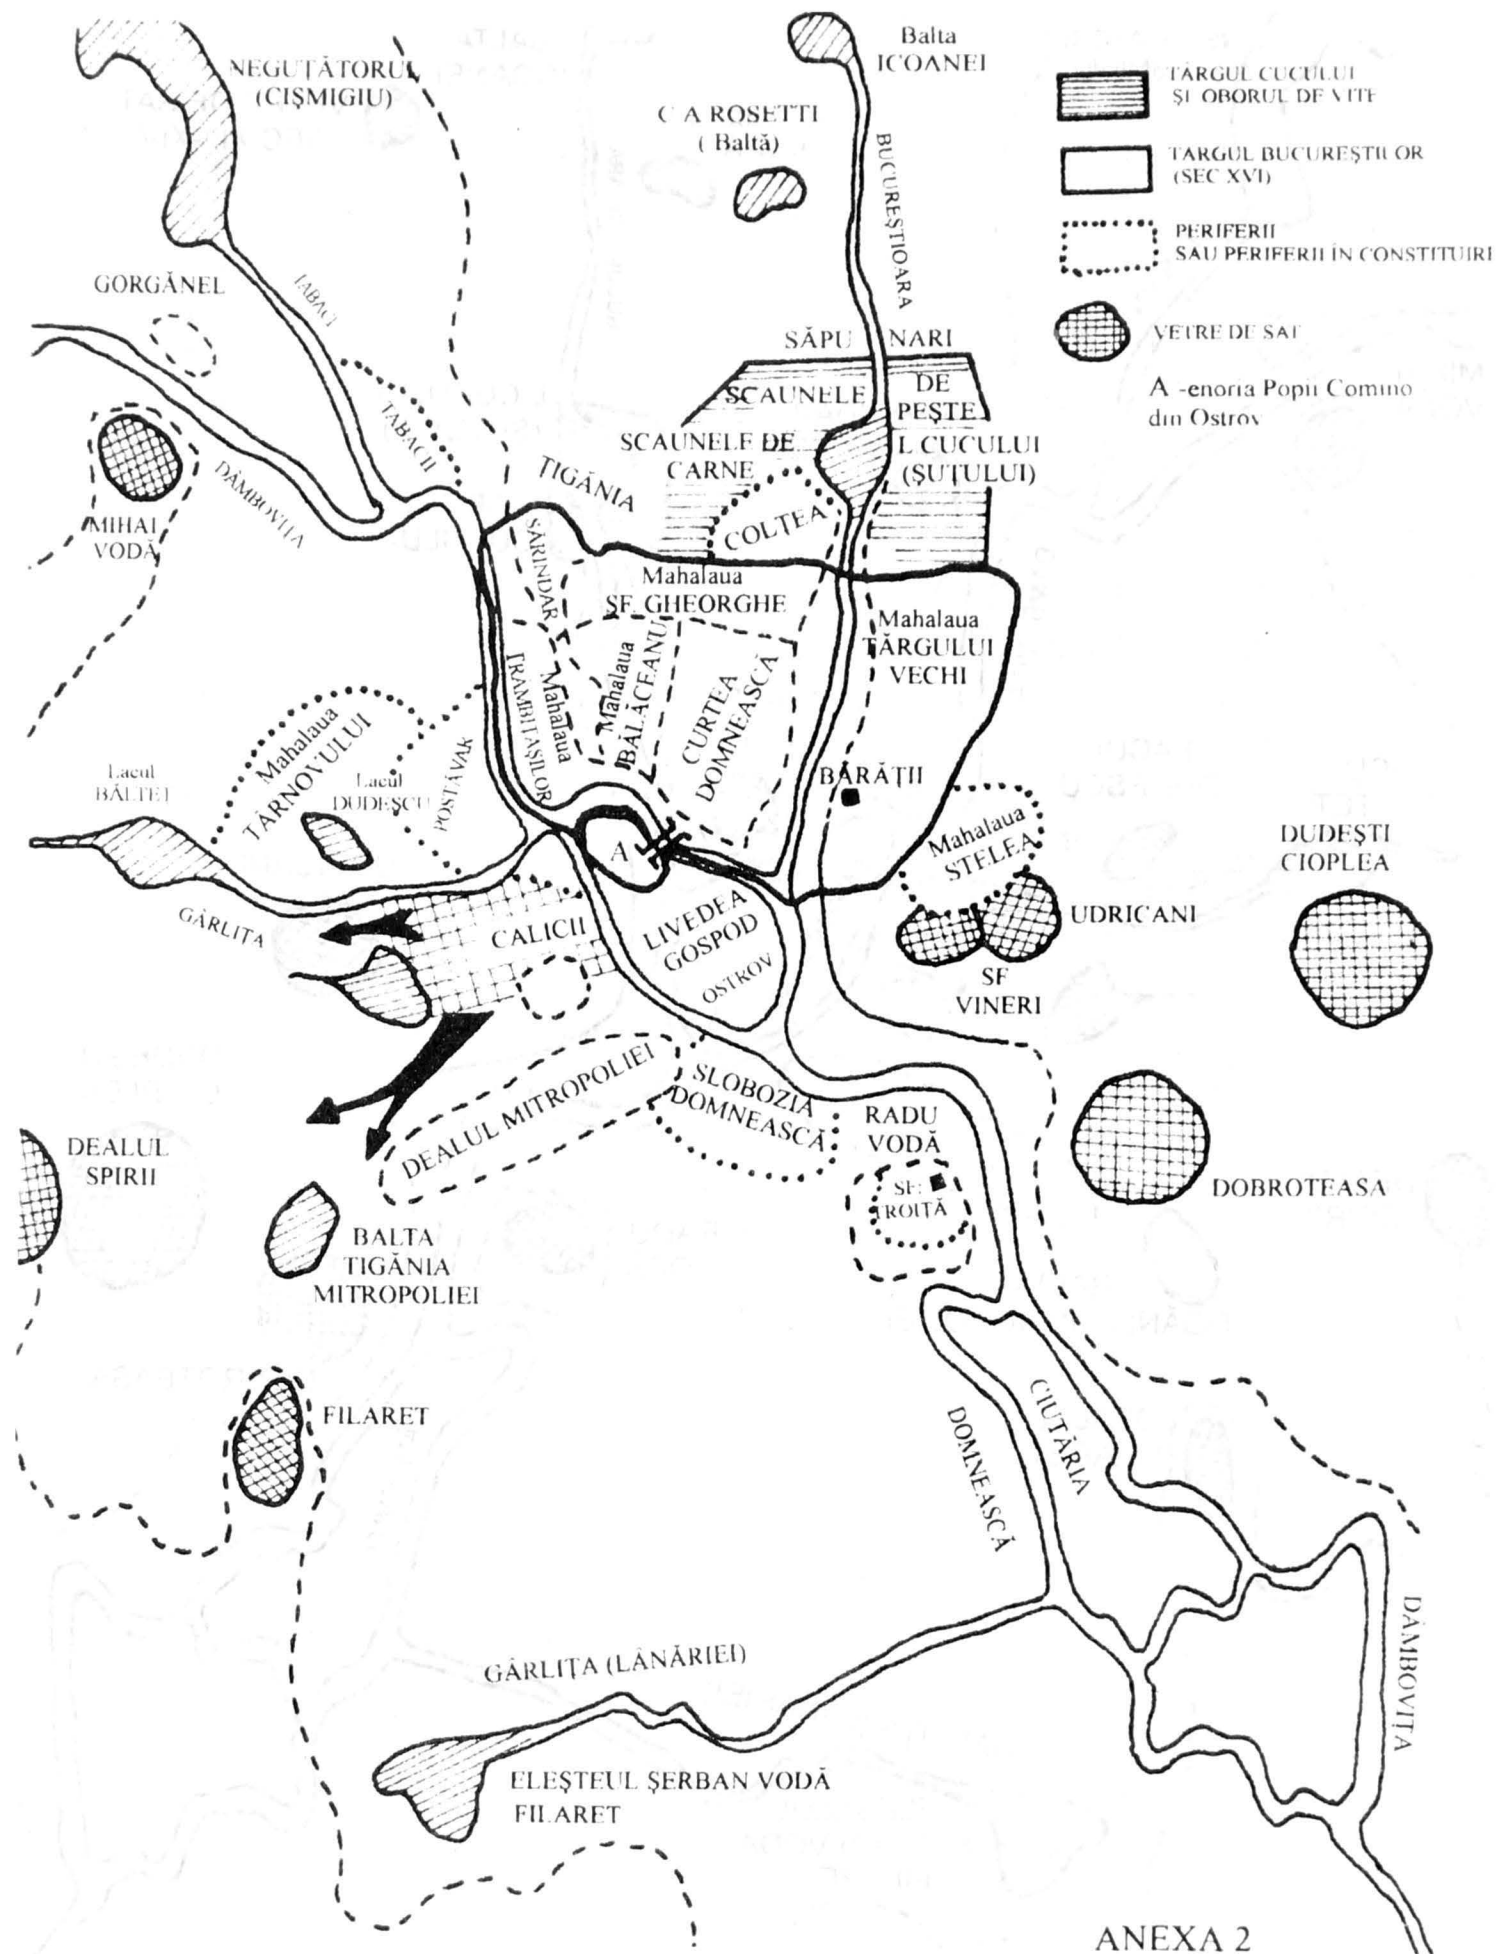 NEGUȚĂTORUL
(CIȘMIGIU)
Balta
ICOANEI
C A ROSETTI
( Baltă)
BUCUREȘTIOARA
TÂRGUL CUCULUI
ȘI OBORUL DE VITE
TÂRGUL BUCUREȘTILOR
(SEC XVI)
PERIFERII
SAU PERIFERII ÎN CONSTITUIRI
VETRE DE SAT
A -enoria Popii Comino
din Ostrov
GORGĂNEL
TABACI
TABACII
MIHAI
VODĂ
DÂMBOVIȚA
SĂPU NARI
SCAUNELE DE
PEȘTE
SCAUNELE DE
CARNE
L.CUCULUI
(ȘUȚULUI)
ȚIGĂNIA
COLȚEA
SĂRINDAR
Mahalaua
SF. GHEORGHE
Mahalaua
TÂRGULUI
VECHI
Mahalaua
TRAMBIȚAȘILOR
Mahalaua
BĂLĂCEANU
CURTEA
DOMNEASCĂ
BĂRĂȚII
Mahalaua
TÂRNOVULUI
Lacul
BĂLTEI
Lacul
DUDEȘCU
POSTĂVAR
A
Mahalaua
STELEA
DUDEȘTI
CIOPLEA
UDRICANI
SF
VINERI
GÂRLIȚA
CALICII
LIVEDEA
GOSPOD
OSTROV
DEALUL MITROPOLIEI
SLOBOZIA
DOMNEASCĂ
RADU
VODĂ
SF.
TROIȚĂ
DEALUL
SPIRII
BALTA
ȚIGĂNIA
MITROPOLIEI
DOBROTEASA
FILARET
DOMNEASCĂ
CIUTĂRIA
GÂRLIȚA (LÂNĂRIEI)
DÂMBOVIȚA
ELEȘTEUL ȘERBAN VODĂ
FILARET
ANEXA 2